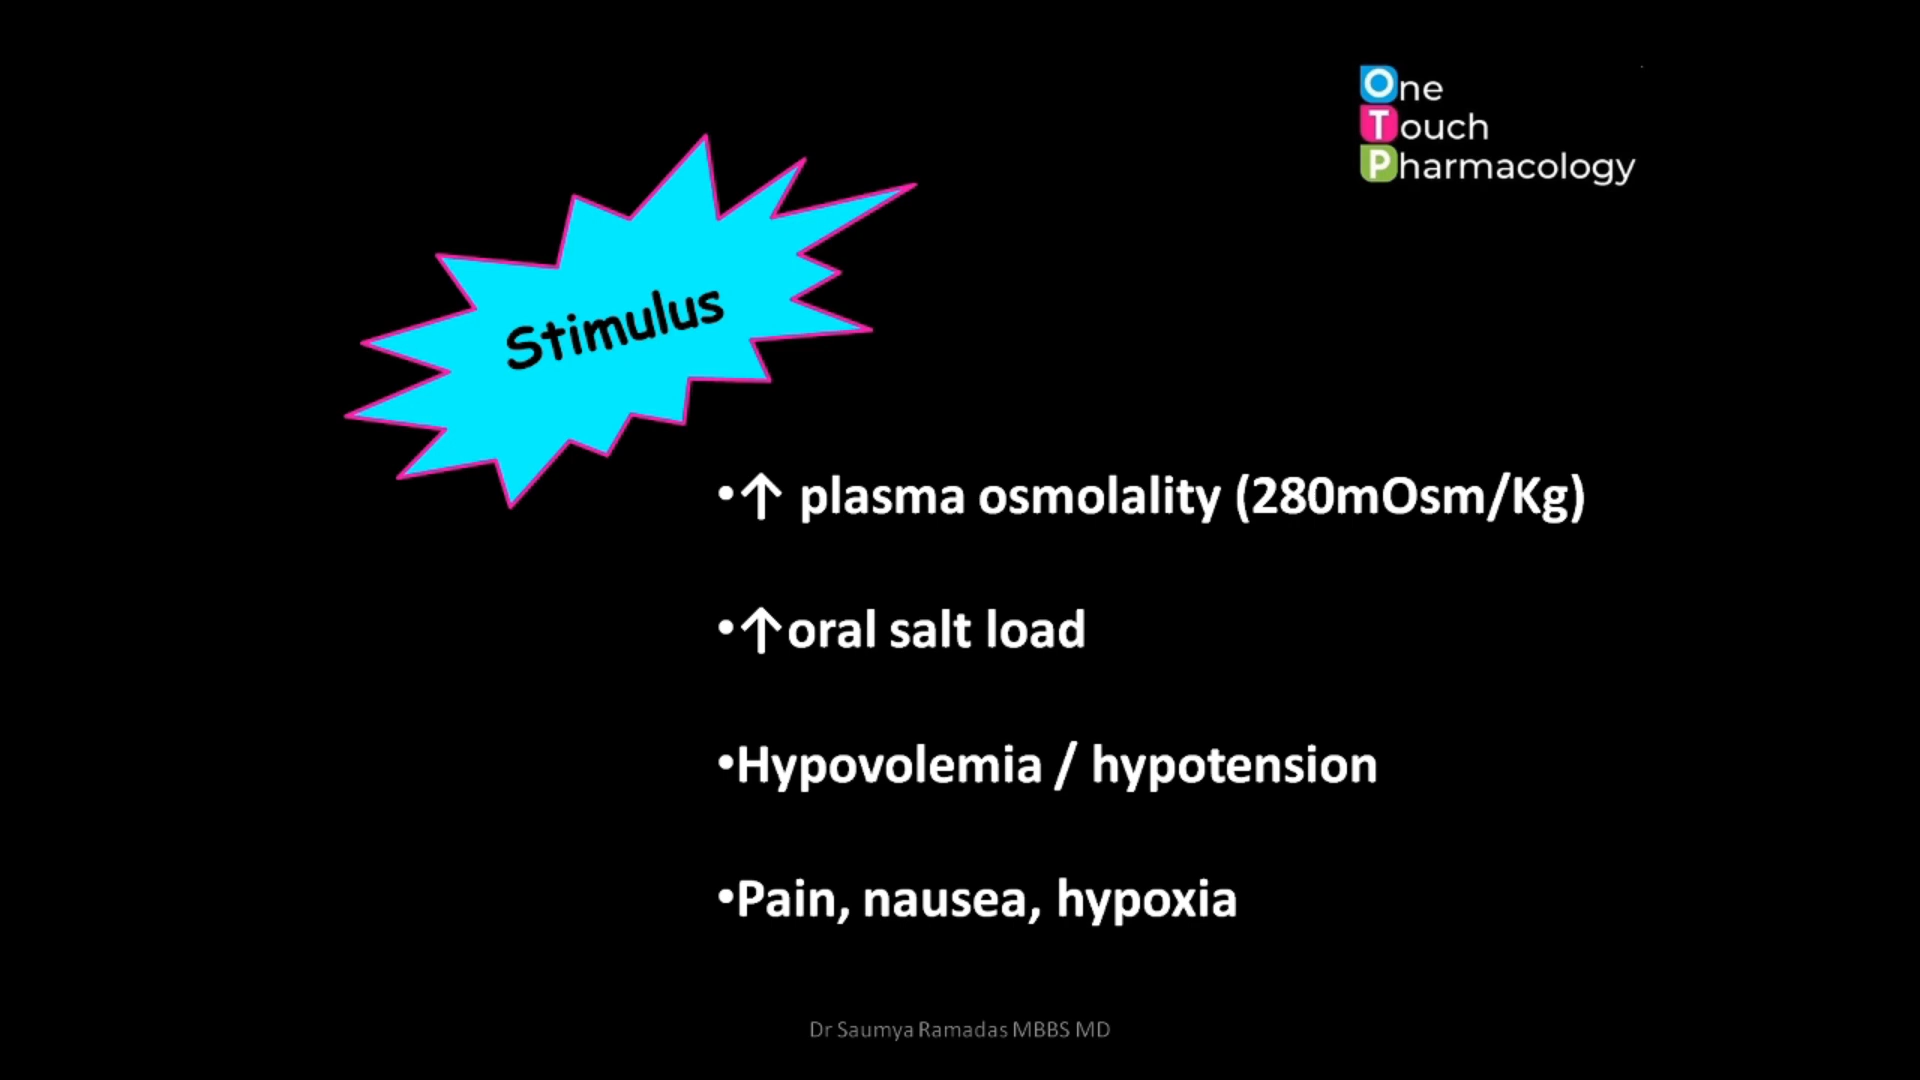 One
Touch
Pharmacology
Stimulus
•↑ plasma osmolality (280mOsm/Kg)
•↑oral salt load
•Hypovolemia / hypotension
•Pain, nausea, hypoxia
Dr Saumya Ramadas MBBS MD